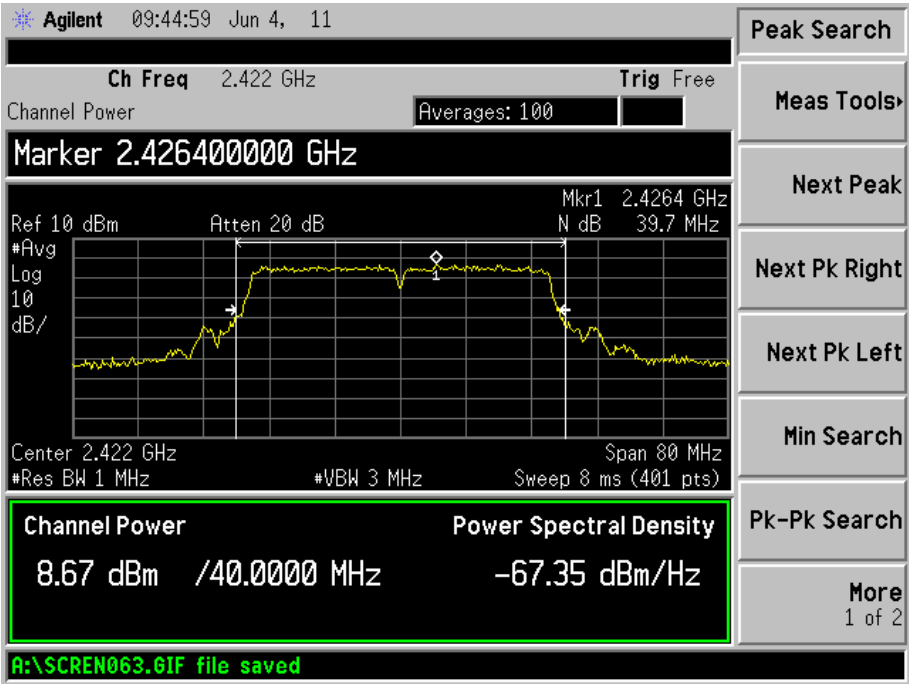 Agilent 09:44:59 Jun 4, 11
Ch Freq 2.422 GHz Trig Free
Channel Power Averages: 100
Marker 2.426400000 GHz
Mkr1 2.4264 GHz
Ref 10 dBm Atten 20 dB N dB 39.7 MHz
#Avg
Log
10
dB/
1
Center 2.422 GHz Span 80 MHz
#Res BW 1 MHz #VBW 3 MHz Sweep 8 ms (401 pts)
Channel Power Power Spectral Density
8.67 dBm /40.0000 MHz -67.35 dBm/Hz
A:\SCREN063.GIF file saved
Peak Search
Meas Tools
Next Peak
Next Pk Right
Next Pk Left
Min Search
Pk-Pk Search
More
1 of 2